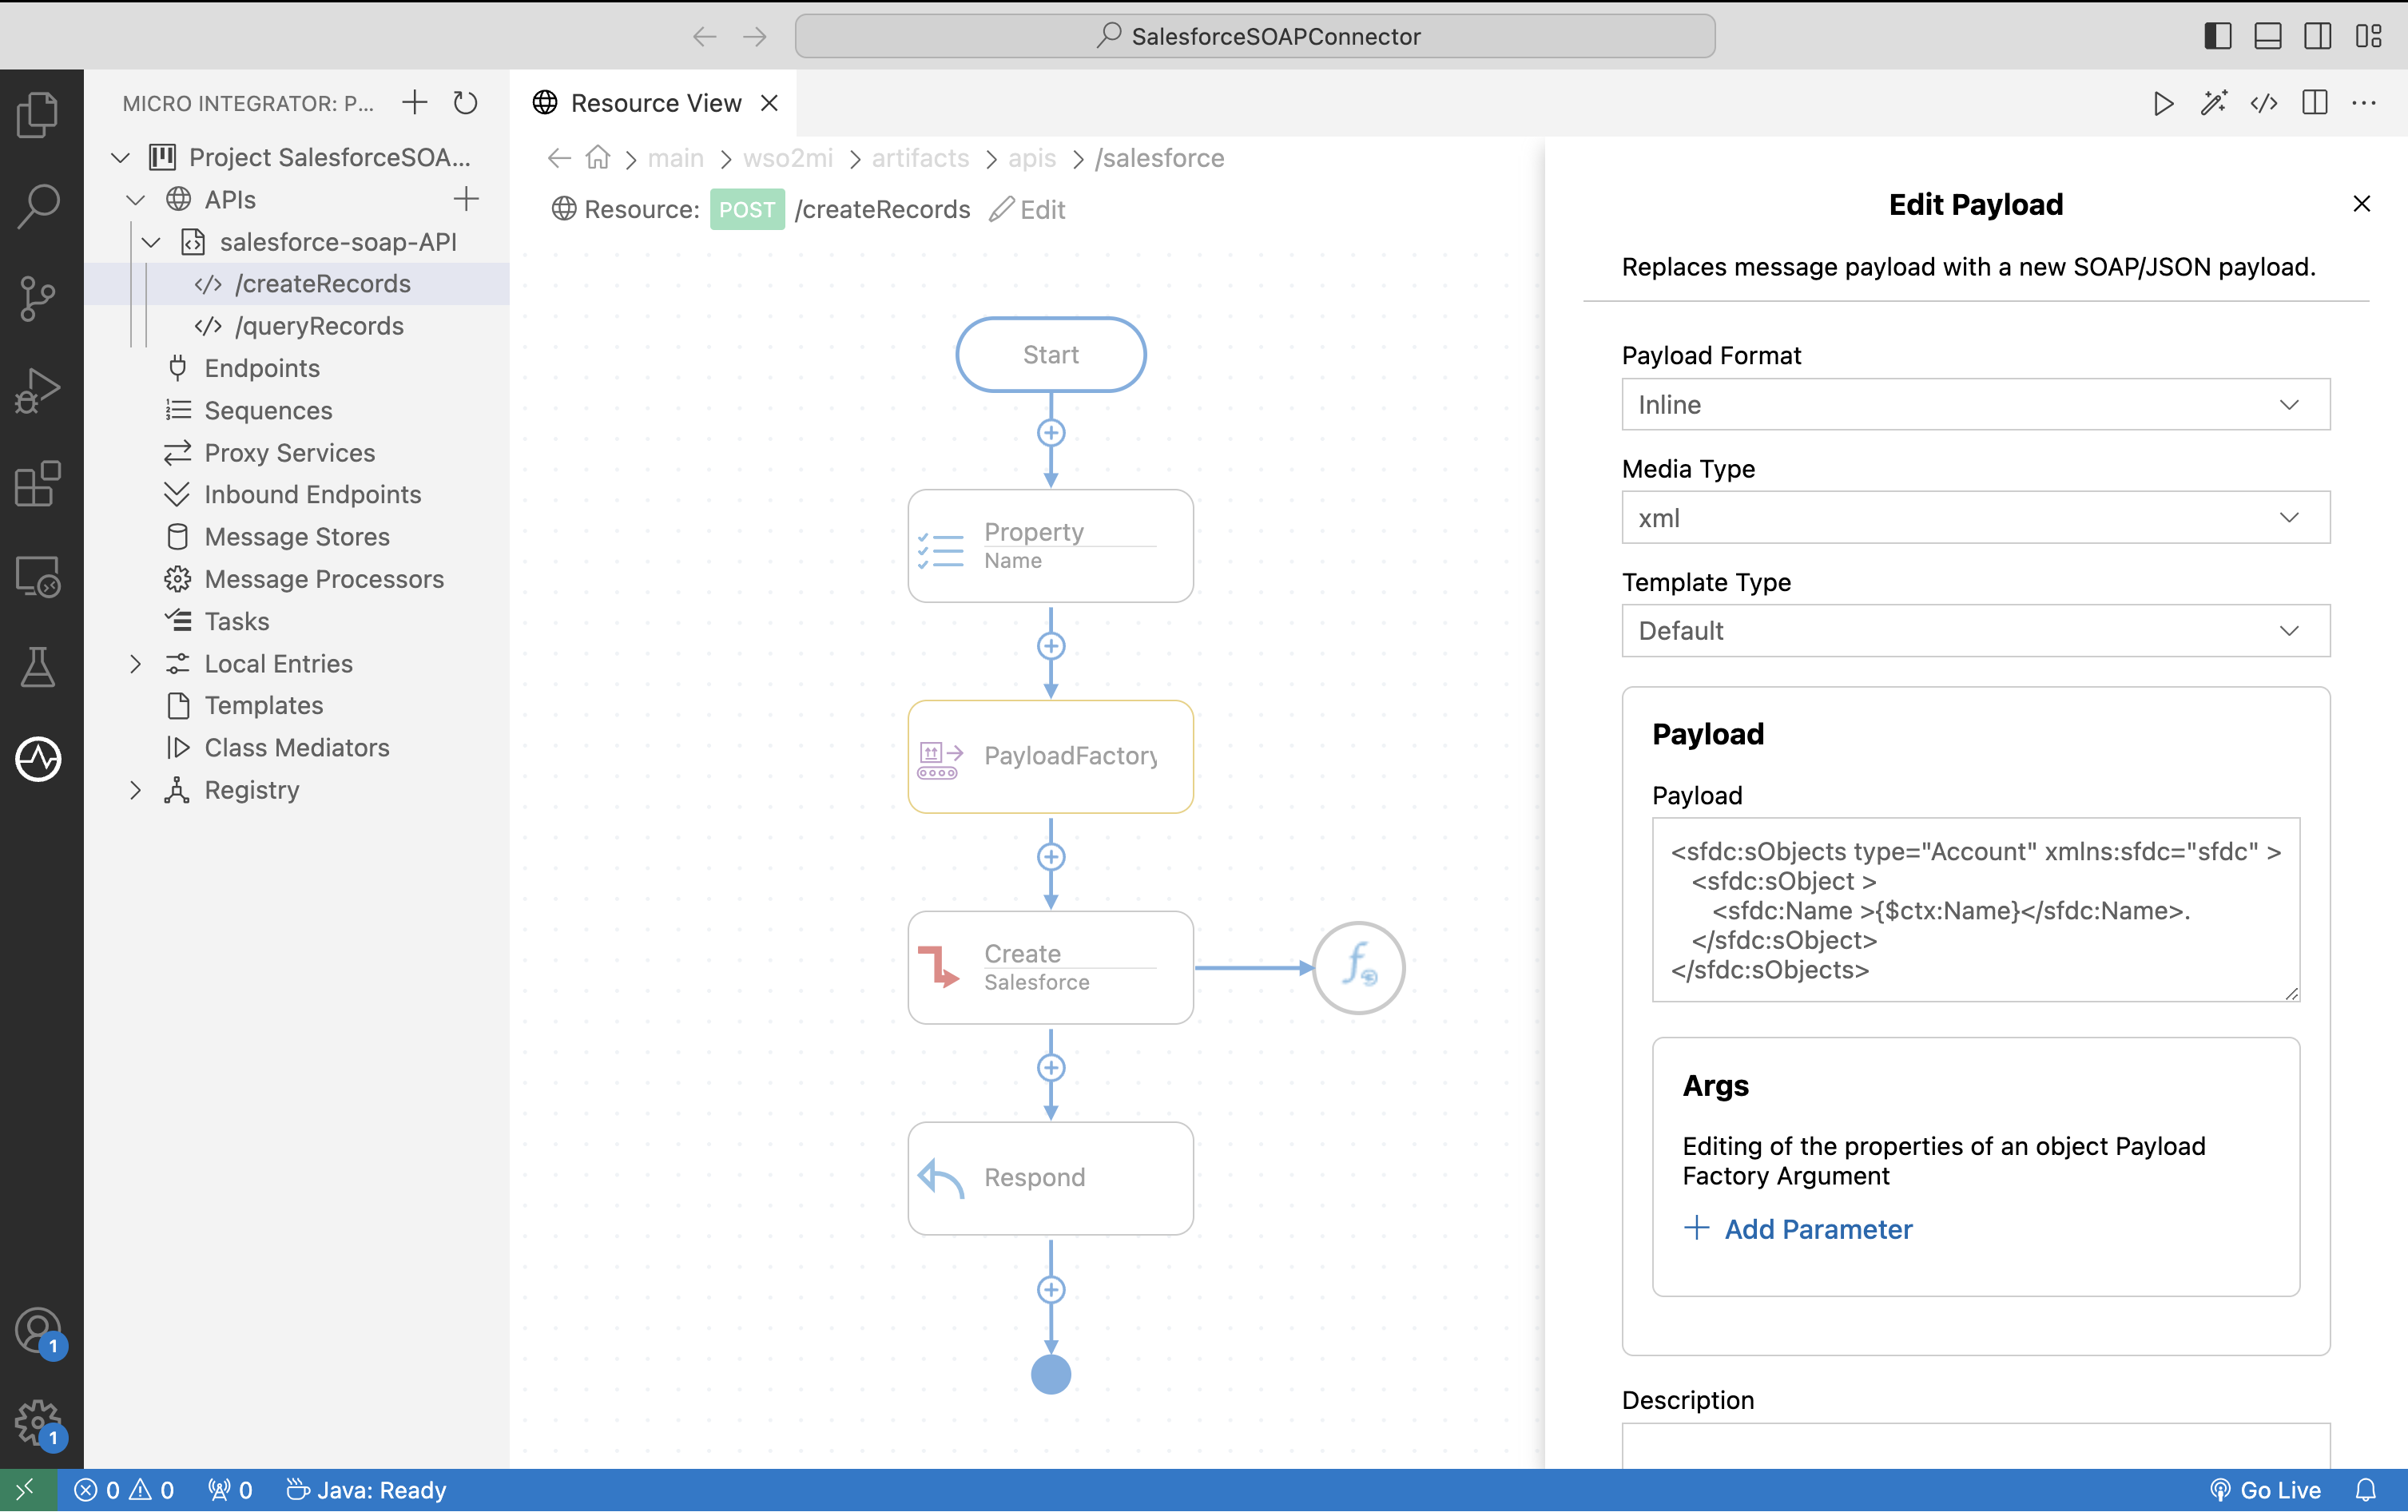 SalesforceSOAPConnector
MICRO INTEGRATOR: P...
Project SalesforceSOA...
APIs
salesforce-soap-API
/createRecords
/queryRecords
Endpoints
Sequences
Proxy Services
Inbound Endpoints
Message Stores
Message Processors
Tasks
Local Entries
Templates
Class Mediators
Registry
1
1
Resource View
main > wso2mi > artifacts > apis > /salesforce
Resource: POST /createRecords Edit
Start
Property
Name
PayloadFactory
Create
Salesforce
Respond
Edit Payload
Replaces message payload with a new SOAP/JSON payload.
Payload Format
Inline
Media Type
xml
Template Type
Default
Payload
Payload
<sfdc:sObjects type="Account" xmlns:sfdc="sfdc" >
<sfdc:sObject >
<sfdc:Name >{$ctx:Name}</sfdc:Name>.
</sfdc:sObject>
</sfdc:sObjects>
Args
Editing of the properties of an object Payload
Factory Argument
Add Parameter
Description
0 0 0 Java: Ready Go Live